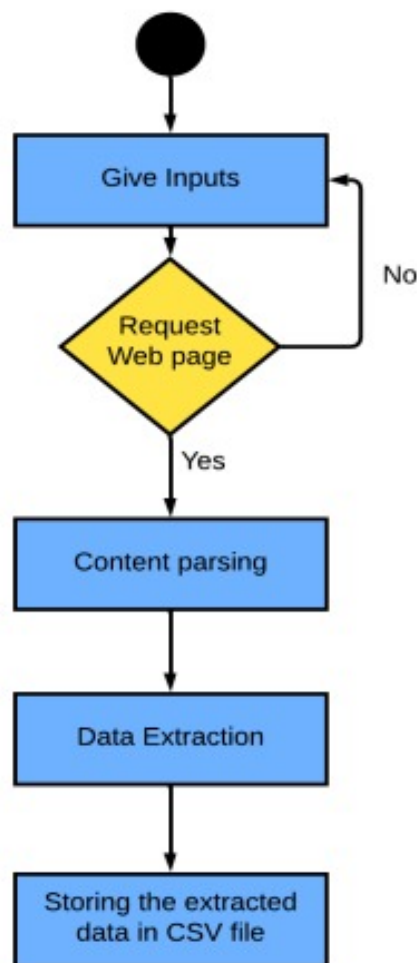 Give Inputs
No
Request
Web page
Yes
Content parsing
Data Extraction
Storing the extracted
data in CSV file